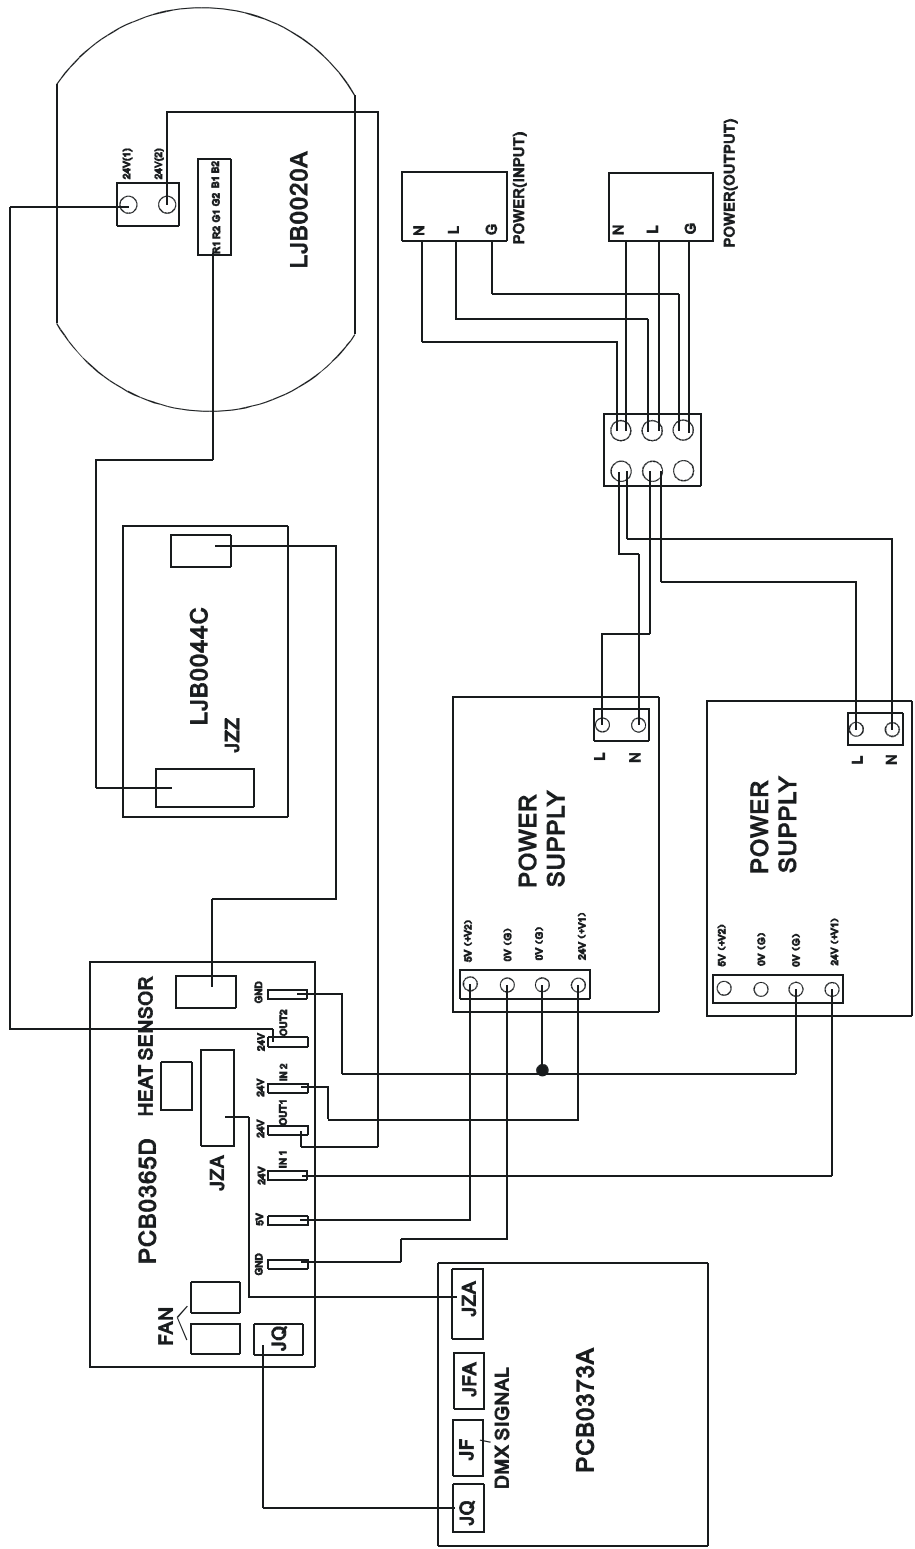 24V(1)
24V(2)
R1 R2 G1 G2 B1 B2
LJB0020A
N
L
G
POWER(INPUT)
N
L
G
POWER(OUTPUT)
LJB0044C
JZZ
L
N
POWER
SUPPLY
5V (+V2)
0V (G)
0V (G)
24V (+V1)
L
N
POWER
SUPPLY
5V (+V2)
0V (G)
0V (G)
24V (+V1)
HEAT SENSOR
PCB0365D
JZA
GND
24V
OUT2
24V
IN 2
24V
OUT1
24V
IN 1
5V
GND
FAN
JQ
JZA
JFA
JF
JQ
DMX SIGNAL
PCB0373A